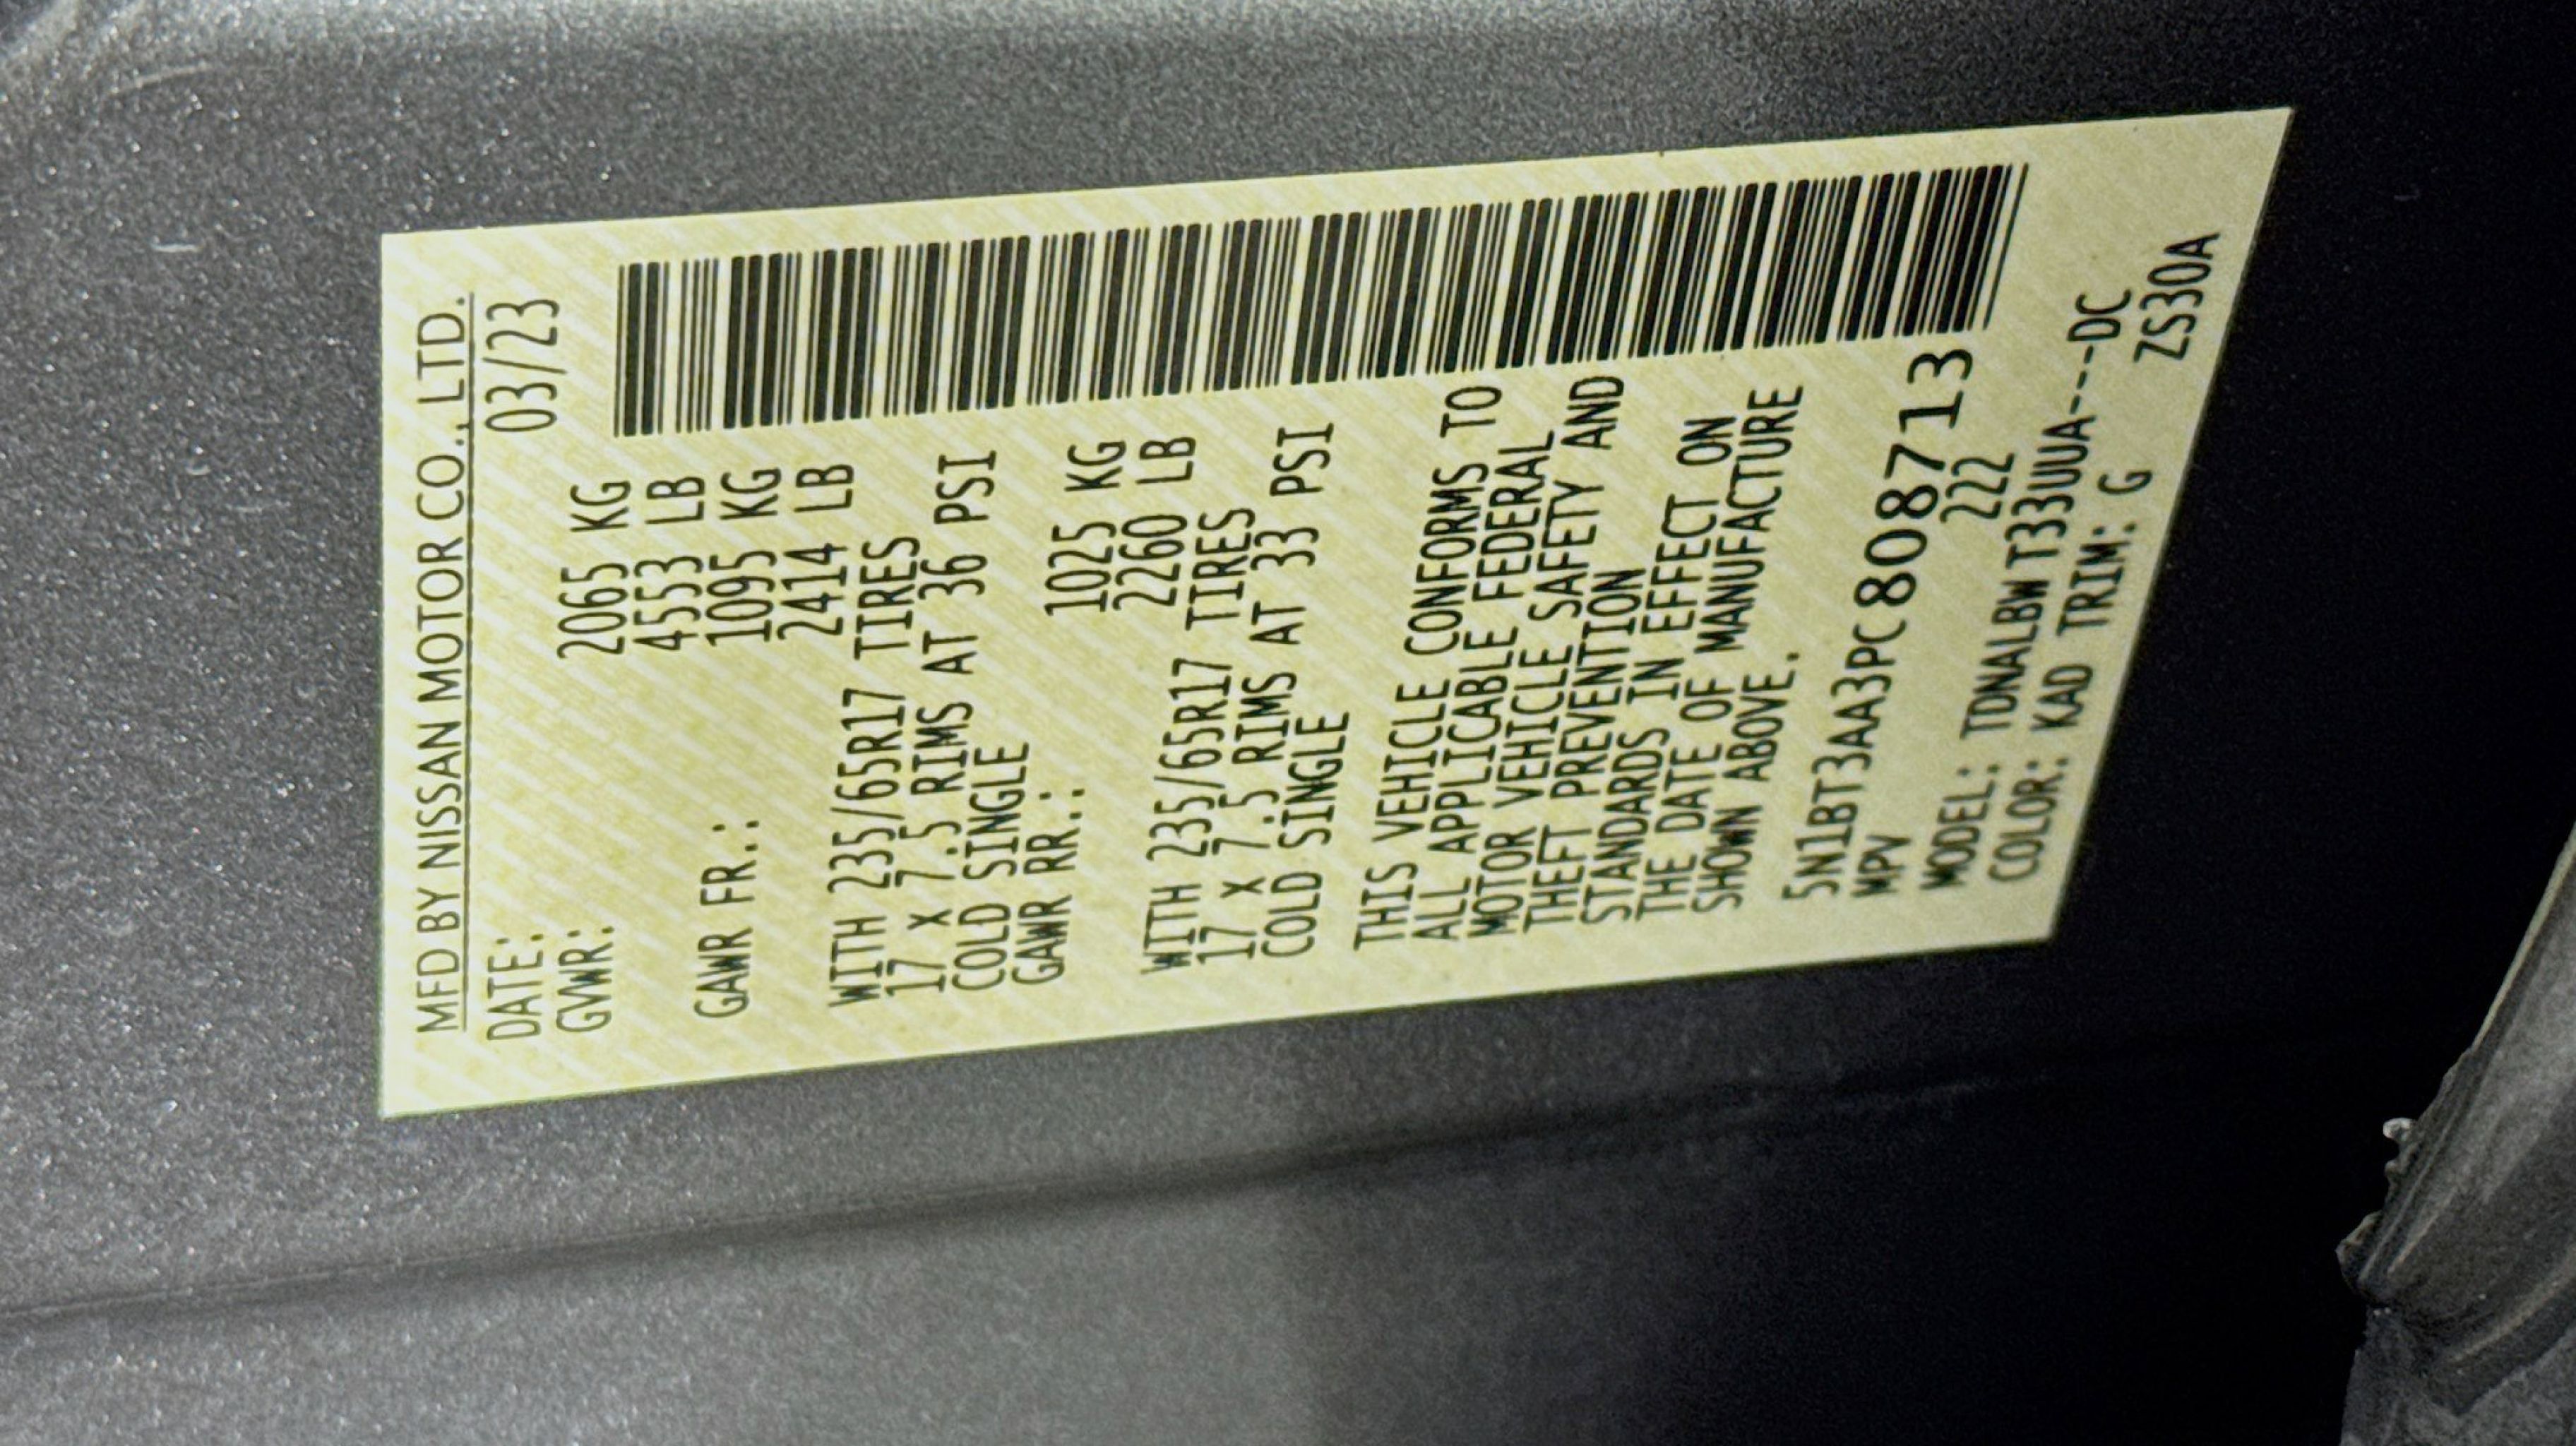 MFD BY NISSAN MOTOR CO., LTD.
DATE: 03/23
GVWR: 2065 KG
4553 LB
GAWR FR.: 1095 KG
2414 LB
WITH 235/65R17 TIRES
17 X 7.5 RIMS AT 36 PSI
COLD SINGLE
GAWR RR.: 1025 KG
2260 LB
WITH 235/65R17 TIRES
17 X 7.5 RIMS AT 33 PSI
COLD SINGLE
THIS VEHICLE CONFORMS TO
ALL APPLICABLE FEDERAL
MOTOR VEHICLE SAFETY AND
THEFT PREVENTION
STANDARDS IN EFFECT ON
THE DATE OF MANUFACTURE
SHOWN ABOVE.
5N1BT3AA3PC808713
MPV 222
MODEL: TDNALBW T33UUA----DC
COLOR: KAD TRIM: G ZS30A